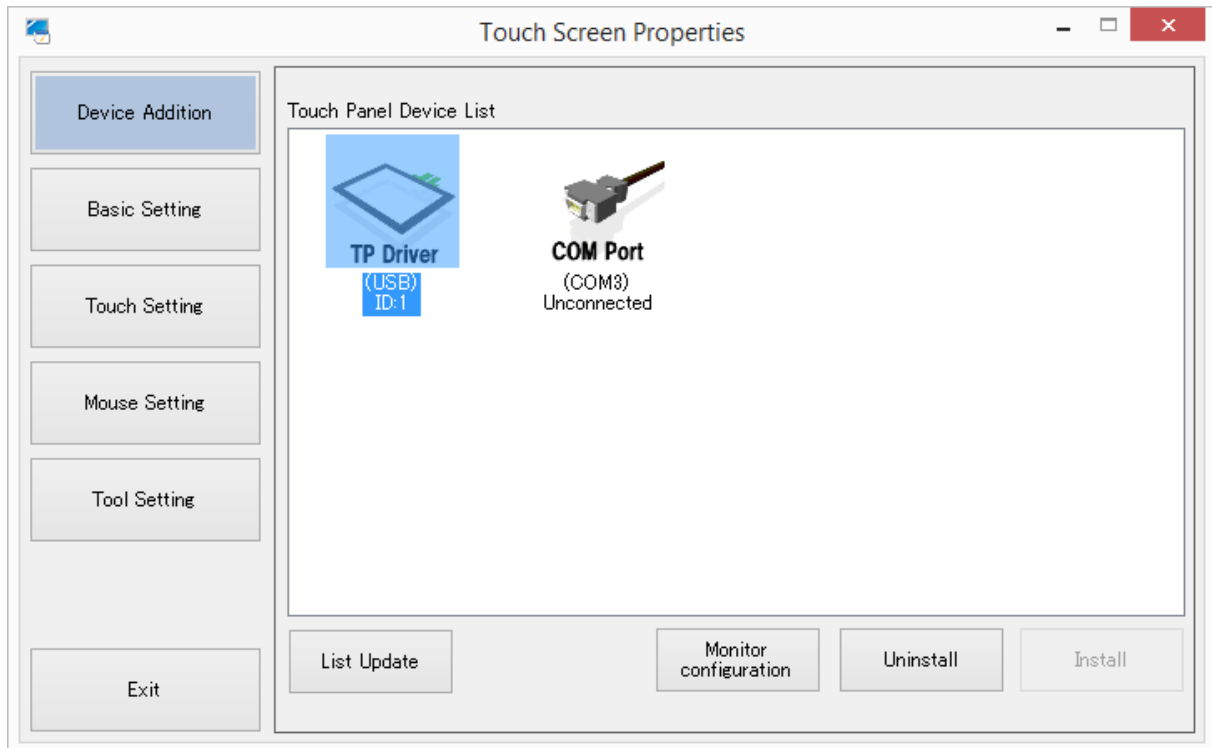 Touch Screen Properties
Device Addition
Basic Setting
Touch Setting
Mouse Setting
Tool Setting
Exit
Touch Panel Device List
TP Driver
(USB)
ID:1
COM Port
(COM3)
Unconnected
List Update
Monitor
configuration
Uninstall
Install